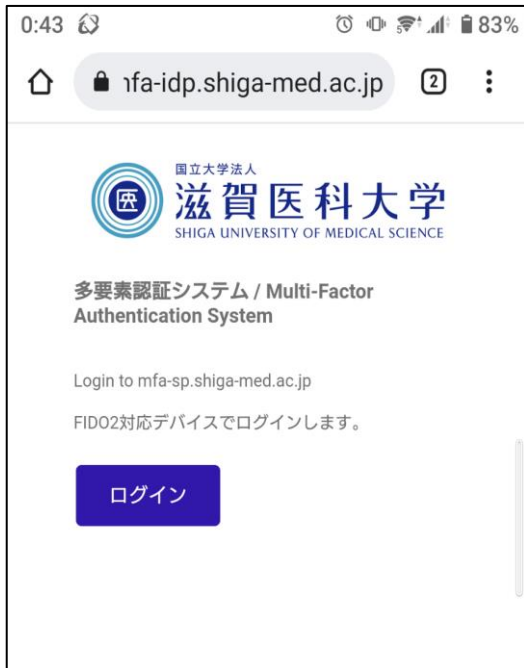 0:43 83%
mfa-idp.shiga-med.ac.jp 2
国立大学法人
医 滋賀医科大学
SHIGA UNIVERSITY OF MEDICAL SCIENCE
多要素認証システム / Multi-Factor
Authentication System
Login to mfa-sp.shiga-med.ac.jp
FIDO2対応デバイスでログインします。
ログイン